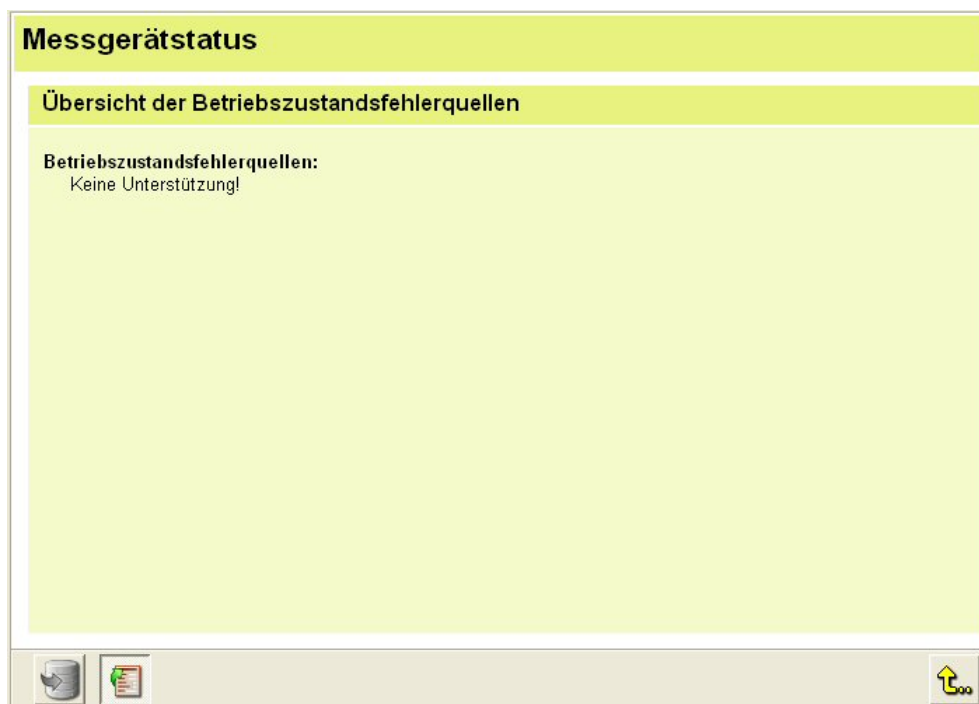 Messgerätstatus
Übersicht der Betriebszustandsfehlerquellen
Betriebszustandsfehlerquellen:
Keine Unterstützung!